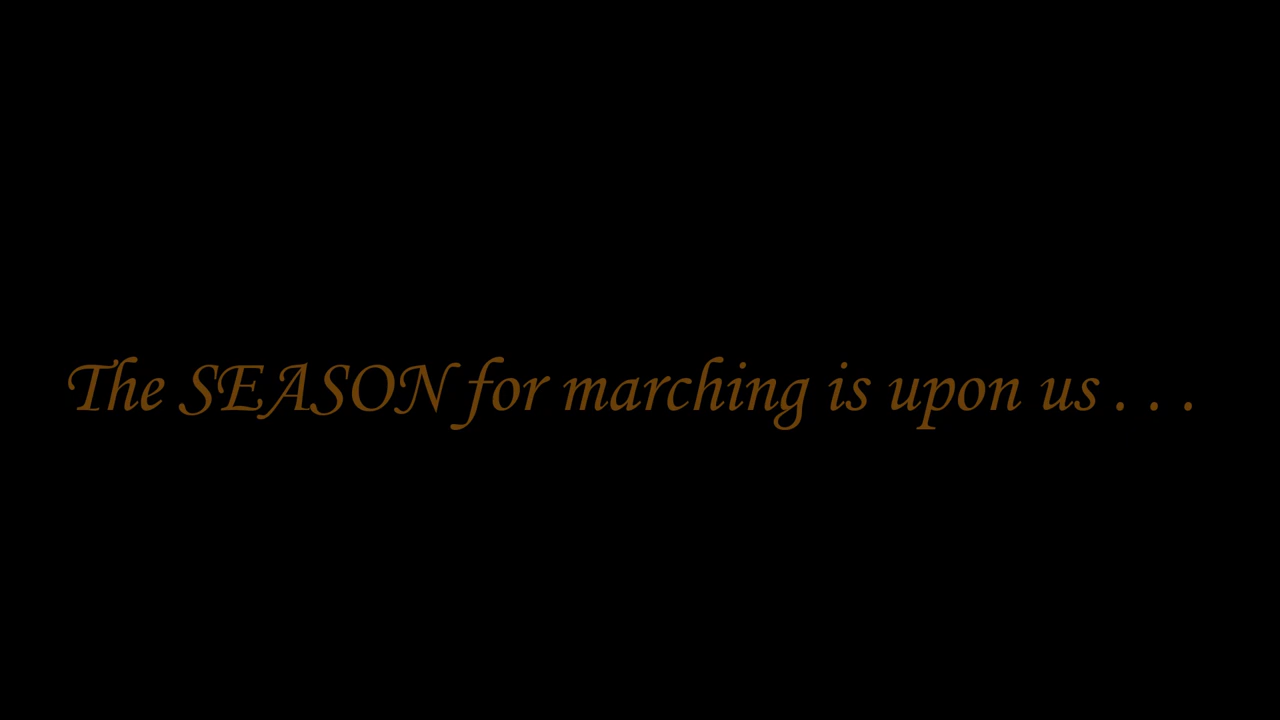 The SEASON for marching is upon us . . .